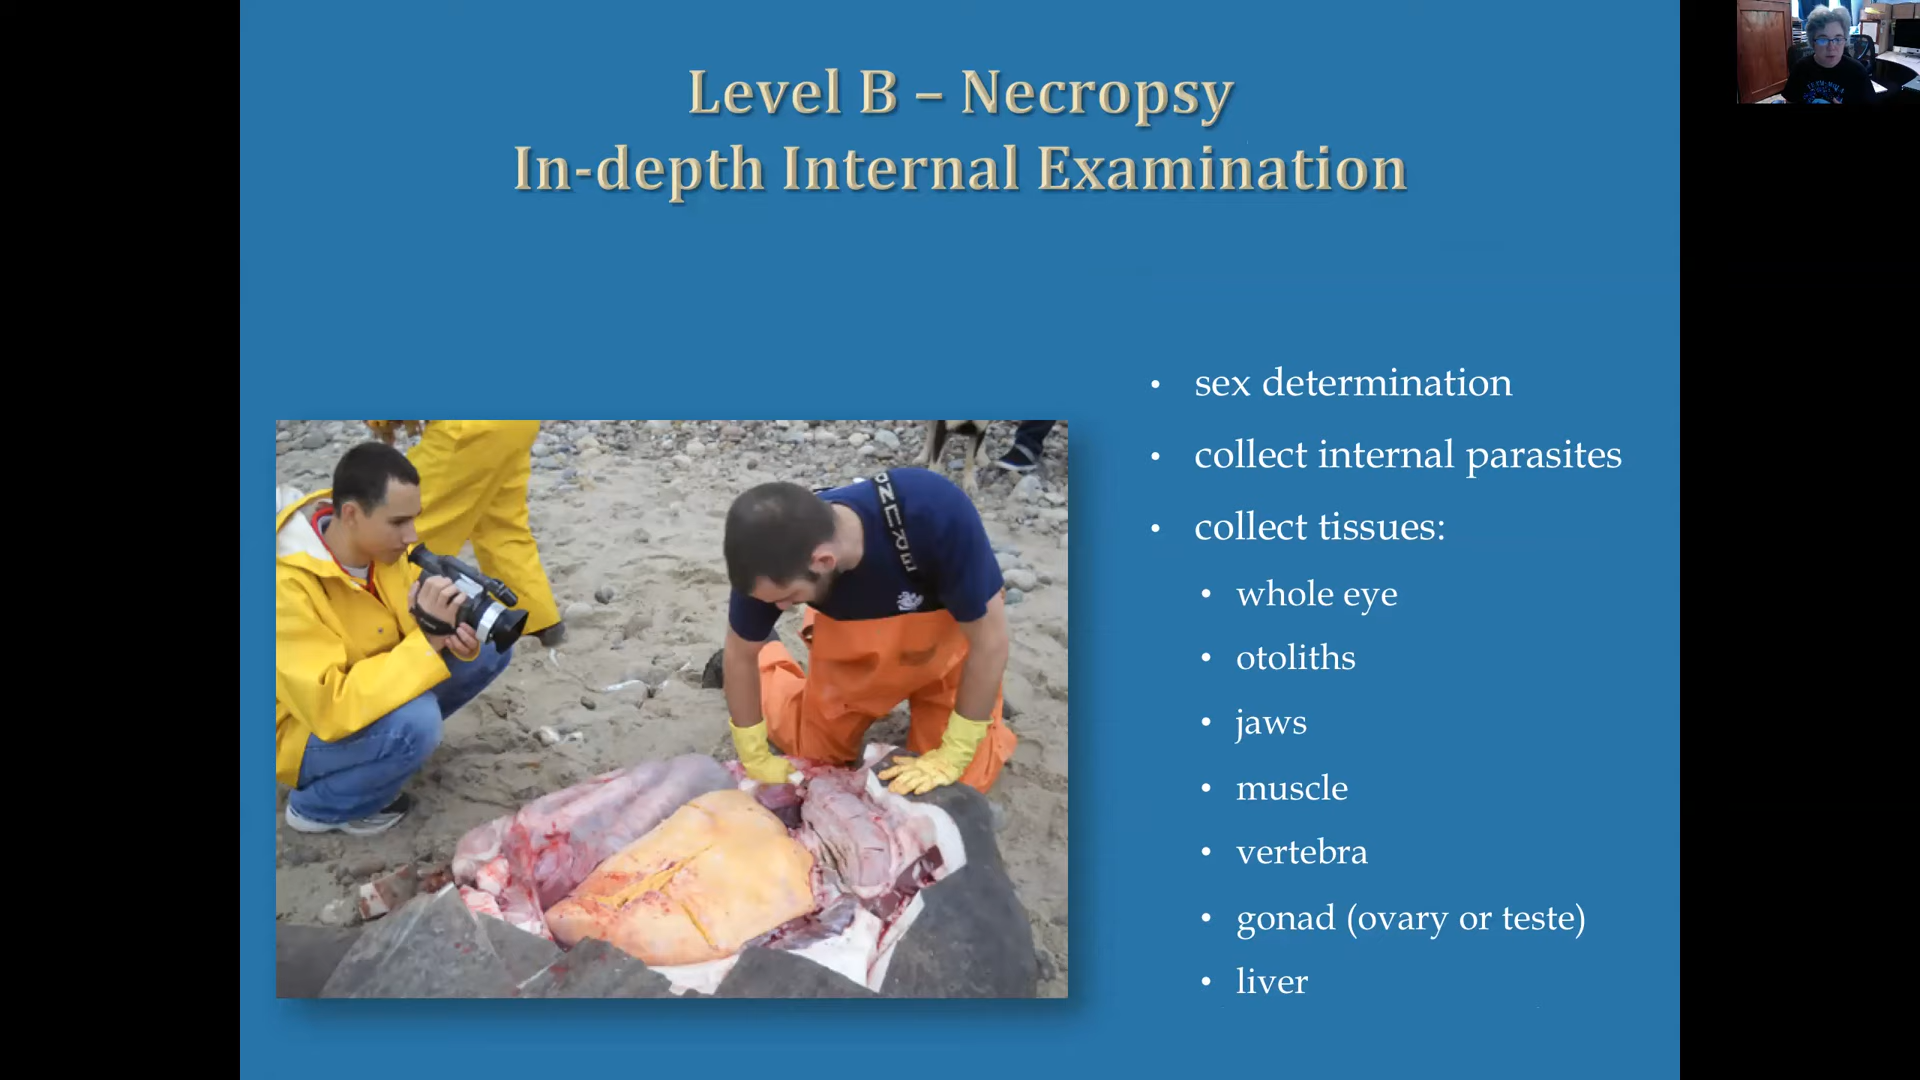 Level B – Necropsy
In-depth Internal Examination
• sex determination
• collect internal parasites
• collect tissues:
• whole eye
• otoliths
• jaws
• muscle
• vertebra
• gonad (ovary or teste)
• liver